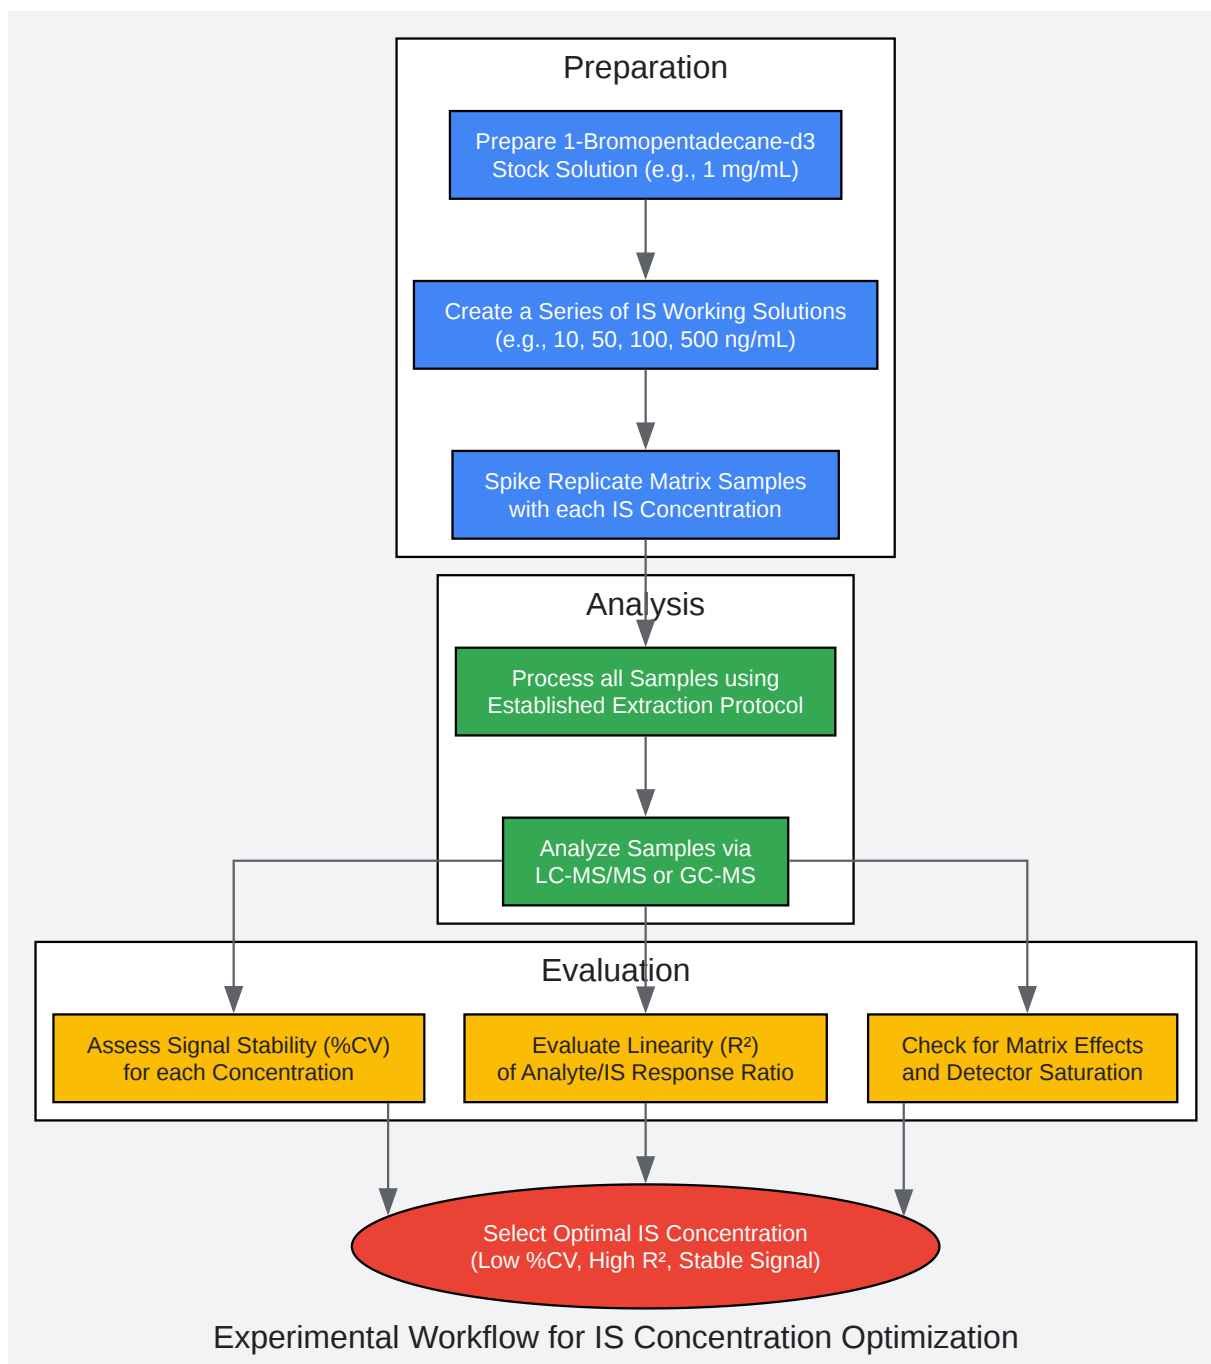 Preparation
Prepare 1-Bromopentadecane-d3
Stock Solution (e.g., 1 mg/mL)
Create a Series of IS Working Solutions
(e.g., 10, 50, 100, 500 ng/mL)
Spike Replicate Matrix Samples
with each IS Concentration
Analysis
Process all Samples using
Established Extraction Protocol
Analyze Samples via
LC-MS/MS or GC-MS
Evaluation
Assess Signal Stability (%CV)
for each Concentration
Evaluate Linearity (R²)
of Analyte/IS Response Ratio
Check for Matrix Effects
and Detector Saturation
Select Optimal IS Concentration
(Low %CV, High R², Stable Signal)
Experimental Workflow for IS Concentration Optimization